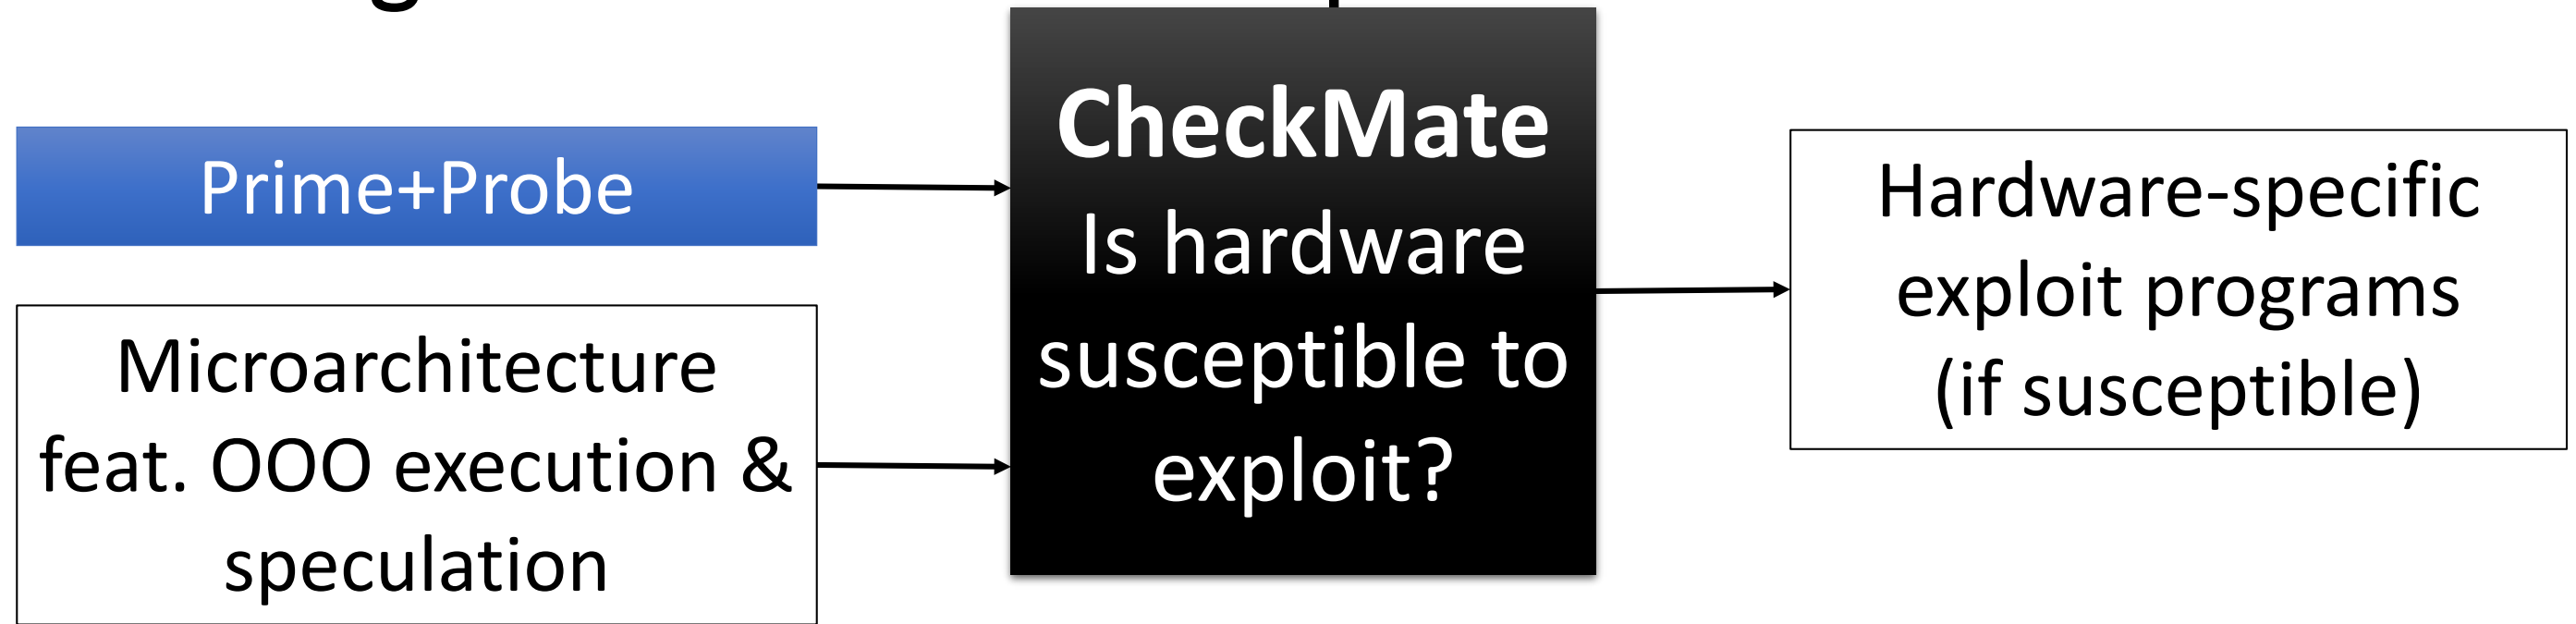 Prime+Probe
Microarchitecture
feat. OOO execution &
speculation
CheckMate
Is hardware
susceptible to
exploit?
Hardware-specific
exploit programs
(if susceptible)